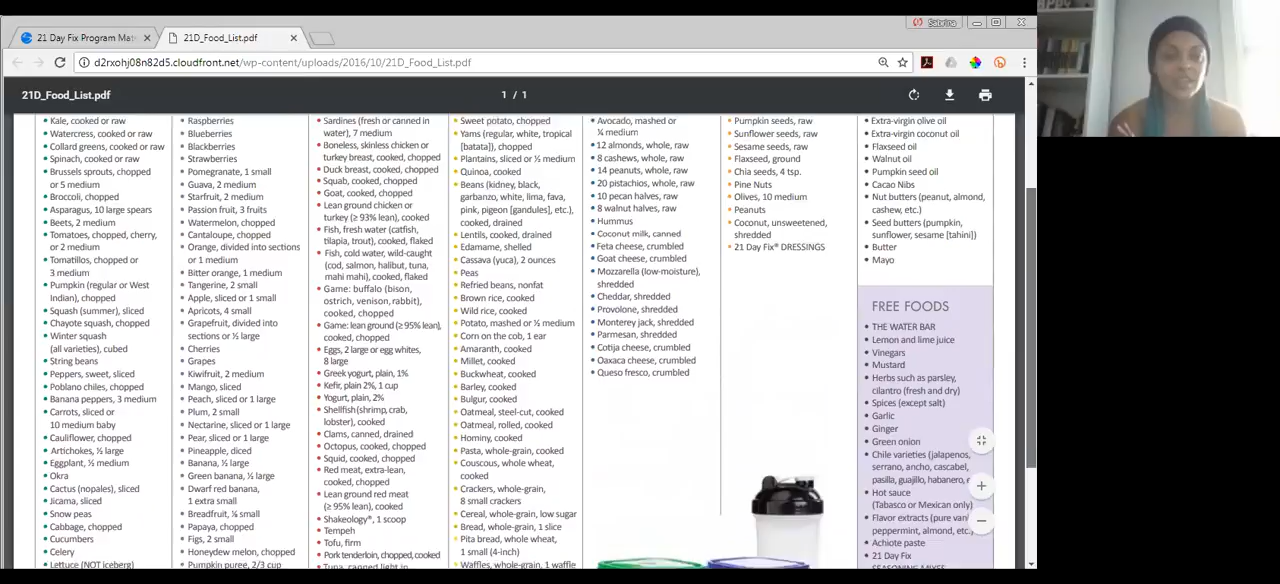 Sabrina
21 Day Fix Program Mat
21D_Food_List.pdf
d2rxohj08n82d5.cloudfront.net/wp-content/uploads/2016/10/21D_Food_List.pdf
21D_Food_List.pdf
1 / 1
Kale, cooked or raw
Watercress, cooked or raw
Collard greens, cooked or raw
Spinach, cooked or raw
Brussels sprouts, chopped
or 5 medium
Broccoli, chopped
Asparagus, 10 large spears
Beets, 2 medium
Tomatoes, chopped, cherry,
or 2 medium
Tomatillos, chopped or
3 medium
Pumpkin (regular or West
Indian), chopped
Squash (summer), sliced
Chayote squash, chopped
Winter squash
(all varieties), cubed
String beans
Peppers, sweet, sliced
Poblano chiles, chopped
Banana peppers, 3 medium
Carrots, sliced or
10 medium baby
Cauliflower, chopped
Artichokes, ½ large
Eggplant, ½ medium
Okra
Cactus (nopales), sliced
Jicama, sliced
Snow peas
Cabbage, chopped
Cucumbers
Celery
Lettuce (NOT iceberg)
Raspberries
Blueberries
Blackberries
Strawberries
Pomegranate, 1 small
Guava, 2 medium
Starfruit, 2 medium
Passion fruit, 3 fruits
Watermelon, chopped
Cantaloupe, chopped
Orange, divided into sections
or 1 medium
Bitter orange, 1 medium
Tangerine, 2 small
Apple, sliced or 1 small
Apricots, 4 small
Grapefruit, divided into
sections or ½ large
Cherries
Grapes
Kiwifruit, 2 medium
Mango, sliced
Peach, sliced or 1 large
Plum, 2 small
Nectarine, sliced or 1 large
Pear, sliced or 1 large
Pineapple, diced
Banana, ½ large
Green banana, ½ large
Dwarf red banana,
1 extra small
Breadfruit, ⅛ small
Papaya, chopped
Figs, 2 small
Honeydew melon, chopped
Pumpkin puree, 2/3 cup
Sardines (fresh or canned in
water), 7 medium
Boneless, skinless chicken or
turkey breast, cooked, chopped
Duck breast, cooked, chopped
Squab, cooked, chopped
Goat, cooked, chopped
Lean ground chicken or
turkey (≥ 93% lean), cooked
Fish, fresh water (catfish,
tilapia, trout), cooked, flaked
Fish, cold water, wild-caught
(cod, salmon, halibut, tuna,
mahi mahi), cooked, flaked
Game: buffalo (bison,
ostrich, venison, rabbit),
cooked, chopped
Game: lean ground (≥ 95% lean),
cooked, chopped
Eggs, 2 large or egg whites,
8 large
Greek yogurt, plain, 1%
Kefir, plain 2%, 1 cup
Yogurt, plain, 2%
Shellfish (shrimp, crab,
lobster), cooked
Clams, canned, drained
Octopus, cooked, chopped
Squid, cooked, chopped
Red meat, extra-lean,
cooked, chopped
Lean ground red meat
(≥ 95% lean), cooked
Shakeology®, 1 scoop
Tempeh
Tofu, firm
Pork tenderloin, chopped, cooked
Tuna, canned light in
Sweet potato, chopped
Yams (regular, white, tropical
[batata]), chopped
Plantains, sliced or ½ medium
Quinoa, cooked
Beans (kidney, black,
garbanzo, white, lima, fava,
pink, pigeon [gandules], etc.),
cooked, drained
Lentils, cooked, drained
Edamame, shelled
Cassava (yuca), 2 ounces
Peas
Refried beans, nonfat
Brown rice, cooked
Wild rice, cooked
Potato, mashed or ½ medium
Corn on the cob, 1 ear
Amaranth, cooked
Millet, cooked
Buckwheat, cooked
Barley, cooked
Bulgur, cooked
Oatmeal, steel-cut, cooked
Oatmeal, rolled, cooked
Hominy, cooked
Pasta, whole-grain, cooked
Couscous, whole wheat,
cooked
Crackers, whole-grain,
8 small crackers
Cereal, whole-grain, low sugar
Bread, whole-grain, 1 slice
Pita bread, whole wheat,
1 small (4-inch)
Waffles, whole-grain, 1 waffle
Avocado, mashed or
¼ medium
12 almonds, whole, raw
8 cashews, whole, raw
14 peanuts, whole, raw
20 pistachios, whole, raw
10 pecan halves, raw
8 walnut halves, raw
Hummus
Coconut milk, canned
Feta cheese, crumbled
Goat cheese, crumbled
Mozzarella (low-moisture),
shredded
Cheddar, shredded
Provolone, shredded
Monterey jack, shredded
Parmesan, shredded
Cotija cheese, crumbled
Oaxaca cheese, crumbled
Queso fresco, crumbled
Pumpkin seeds, raw
Sunflower seeds, raw
Sesame seeds, raw
Flaxseed, ground
Chia seeds, 4 tsp.
Pine Nuts
Olives, 10 medium
Peanuts
Coconut, unsweetened,
shredded
21 Day Fix® DRESSINGS
Extra-virgin olive oil
Extra-virgin coconut oil
Flaxseed oil
Walnut oil
Pumpkin seed oil
Cacao Nibs
Nut butters (peanut, almond,
cashew, etc.)
Seed butters (pumpkin,
sunflower, sesame [tahini])
Butter
Mayo
FREE FOODS
THE WATER BAR
Lemon and lime juice
Vinegars
Mustard
Herbs such as parsley,
cilantro (fresh and dry)
Spices (except salt)
Garlic
Ginger
Green onion
Chile varieties (jalapenos,
serrano, ancho, cascabel,
pasilla, guajillo, habanero, e
Hot sauce
(Tabasco or Mexican only)
Flavor extracts (pure van
peppermint, almond, etc.
Achiote paste
21 Day Fix
SEASONING MIXES